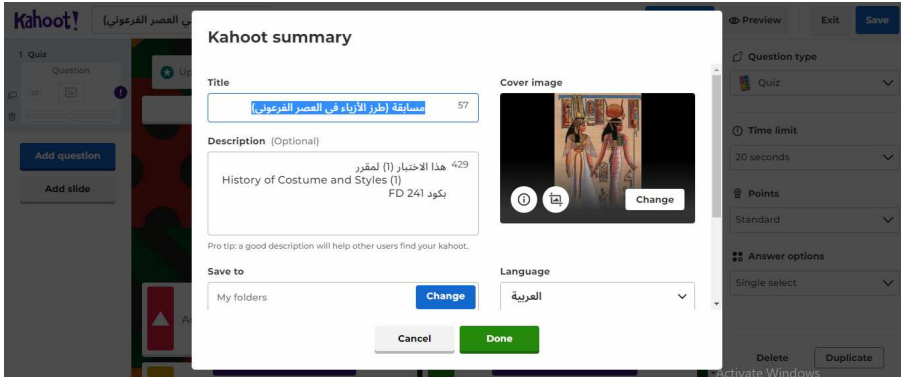 Kahoot!
ي العصر الفرعوني)
Preview
Exit
Save
1 Quiz
Question
Add question
Add slide
Kahoot summary
Title
مسابقة (طرز الأزياء في العصر الفرعوني)
57
Description (Optional)
هذا الاختبار (1) لمقرر
429
History of Costume and Styles (1)
بكود FD 241
Pro tip: a good description will help other users find your kahoot.
Save to
My folders
Change
Cover image
Change
Language
العربية
Cancel
Done
Question type
Quiz
Time limit
20 seconds
Points
Standard
Answer options
Single select
Delete
Duplicate
Activate Windows